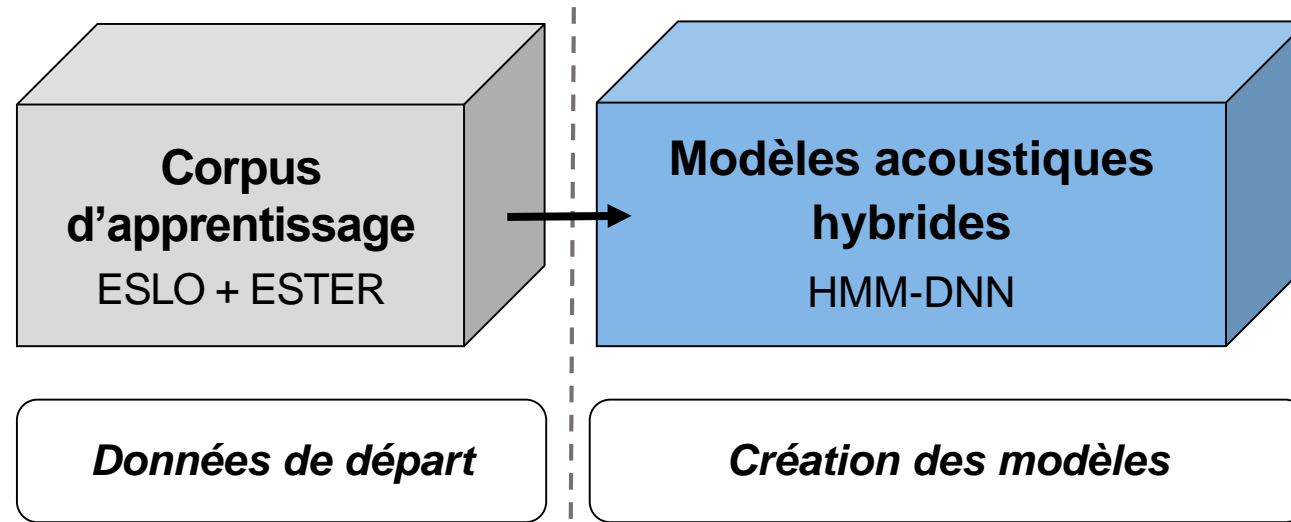 Corpus
d’apprentissage
ESLO + ESTER
Modèles acoustiques
hybrides
HMM-DNN
Données de départ
Création des modèles